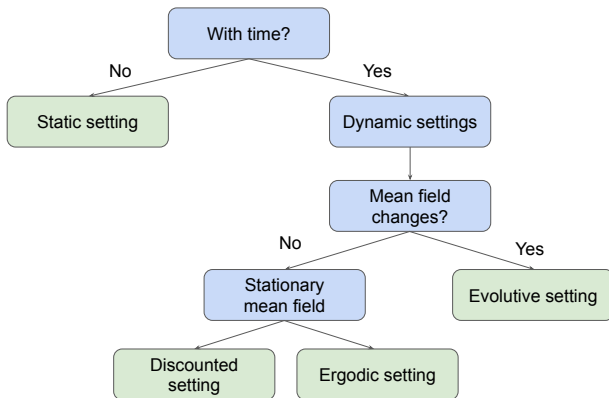 With time?
No
Yes
Static setting
Dynamic settings
Mean field
changes?
No
Yes
Stationary
mean field
Evolutive setting
Discounted
setting
Ergodic setting